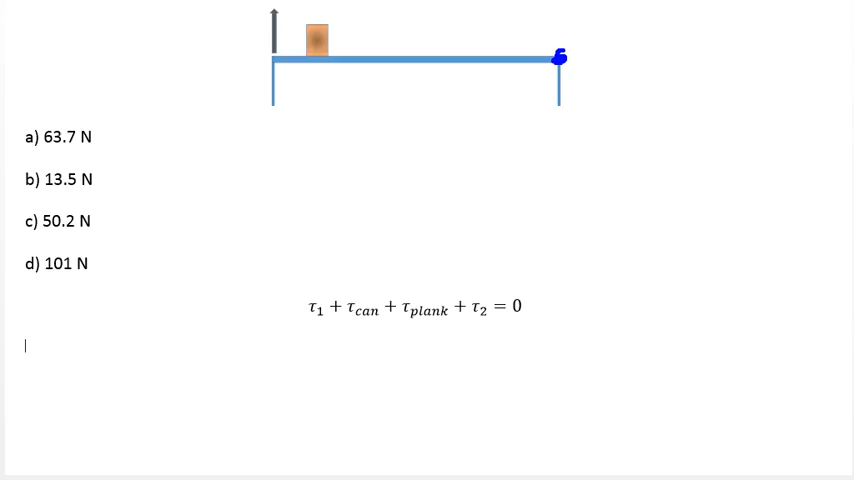 a) 63.7 N
b) 13.5 N
c) 50.2 N
d) 101 N
τ₁ + τ_can + τ_plank + τ₂ = 0